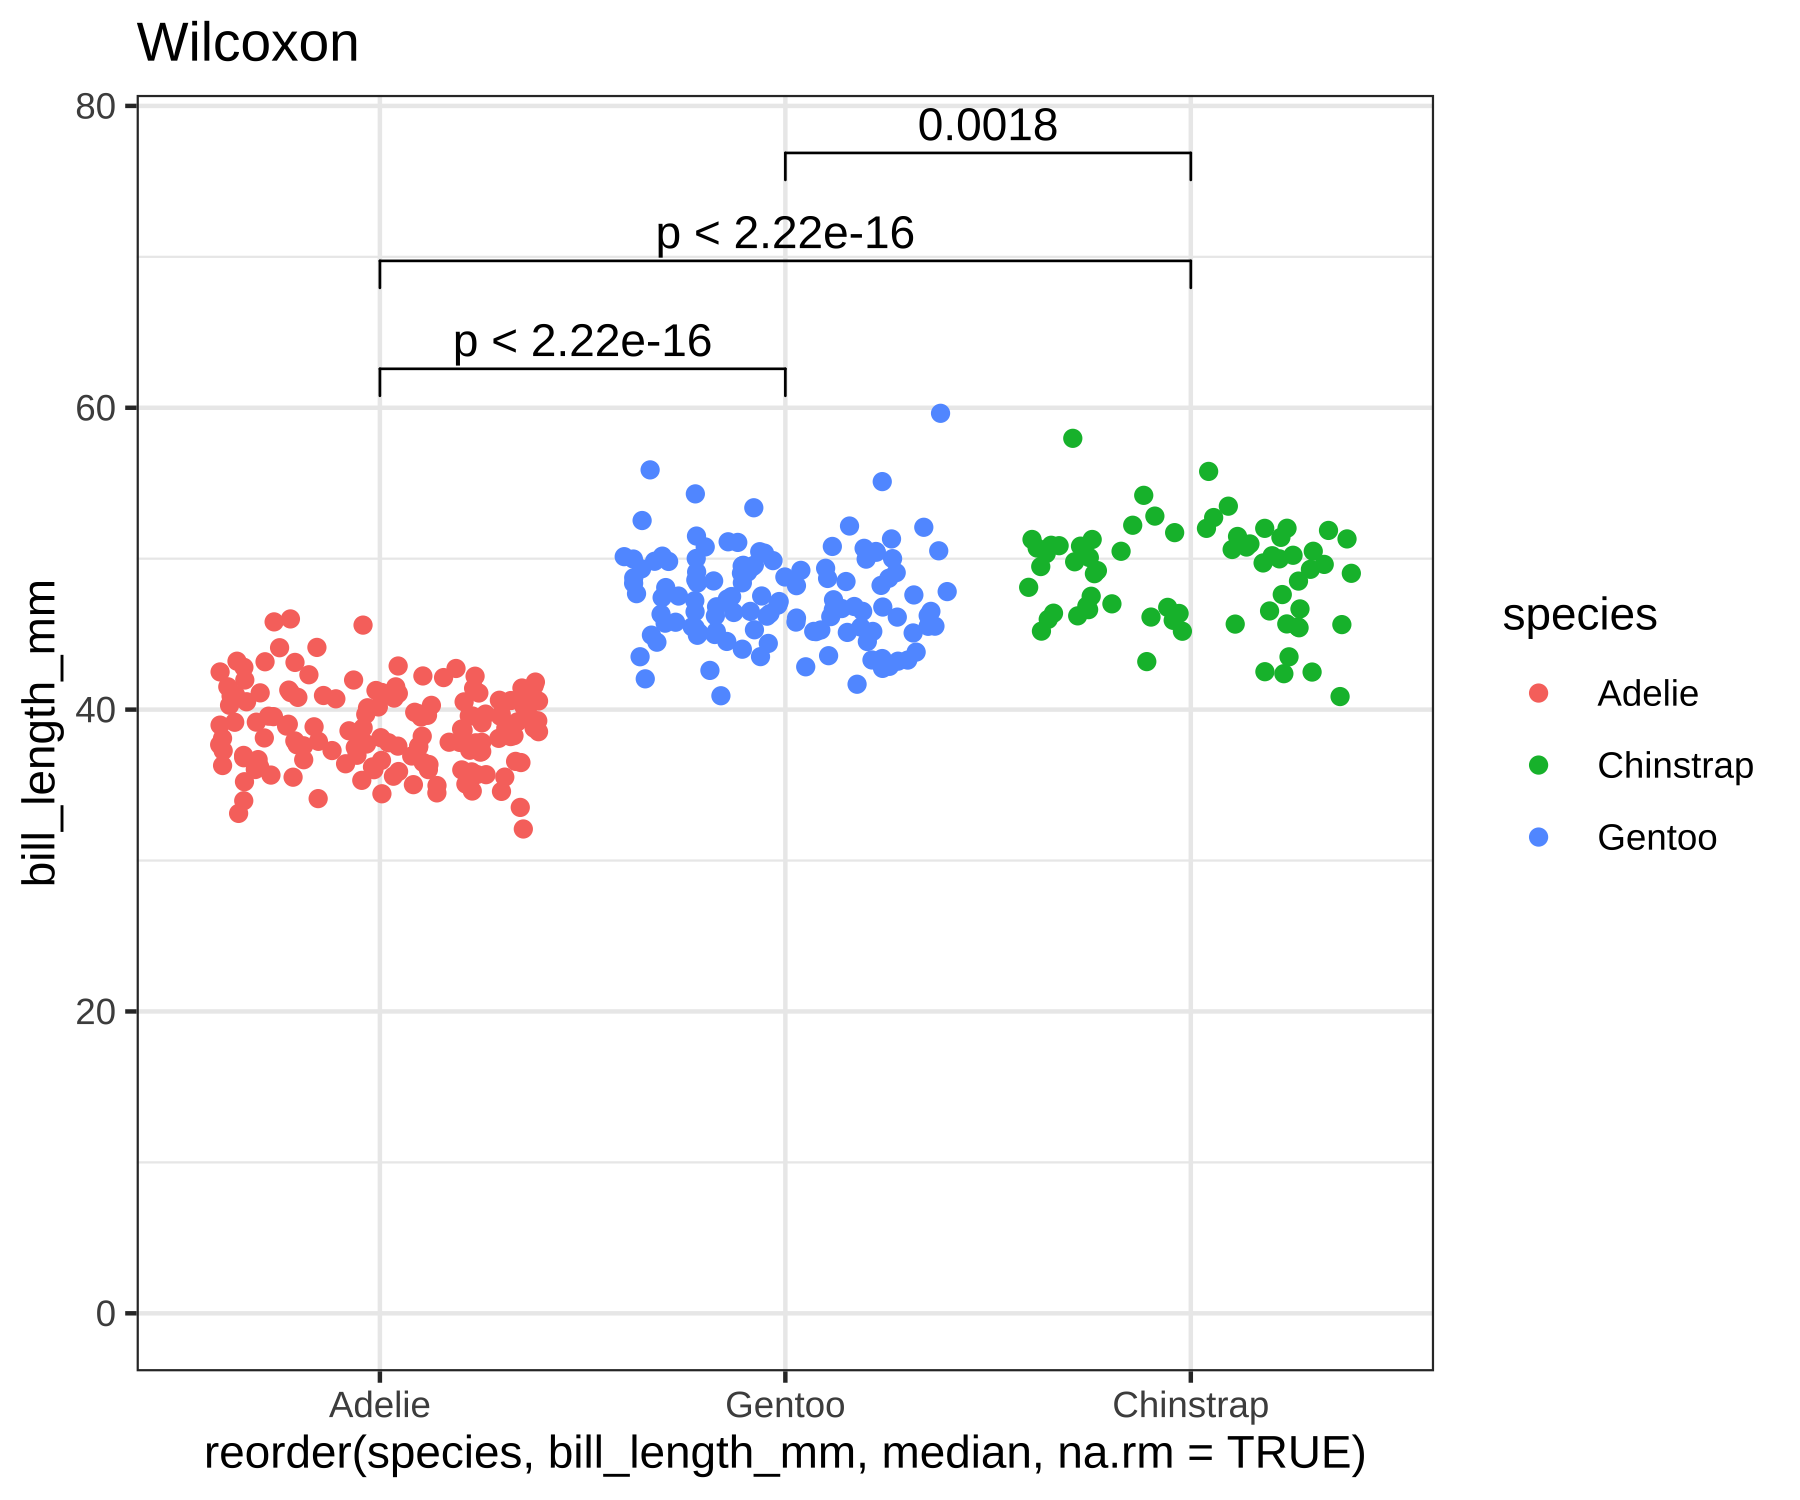 Wilcoxon
80
0.0018
p < 2.22e-16
p < 2.22e-16
60
40
20
0
bill_length_mm
Adelie Gentoo Chinstrap
reorder(species, bill_length_mm, median, na.rm = TRUE)
species
Adelie
Chinstrap
Gentoo